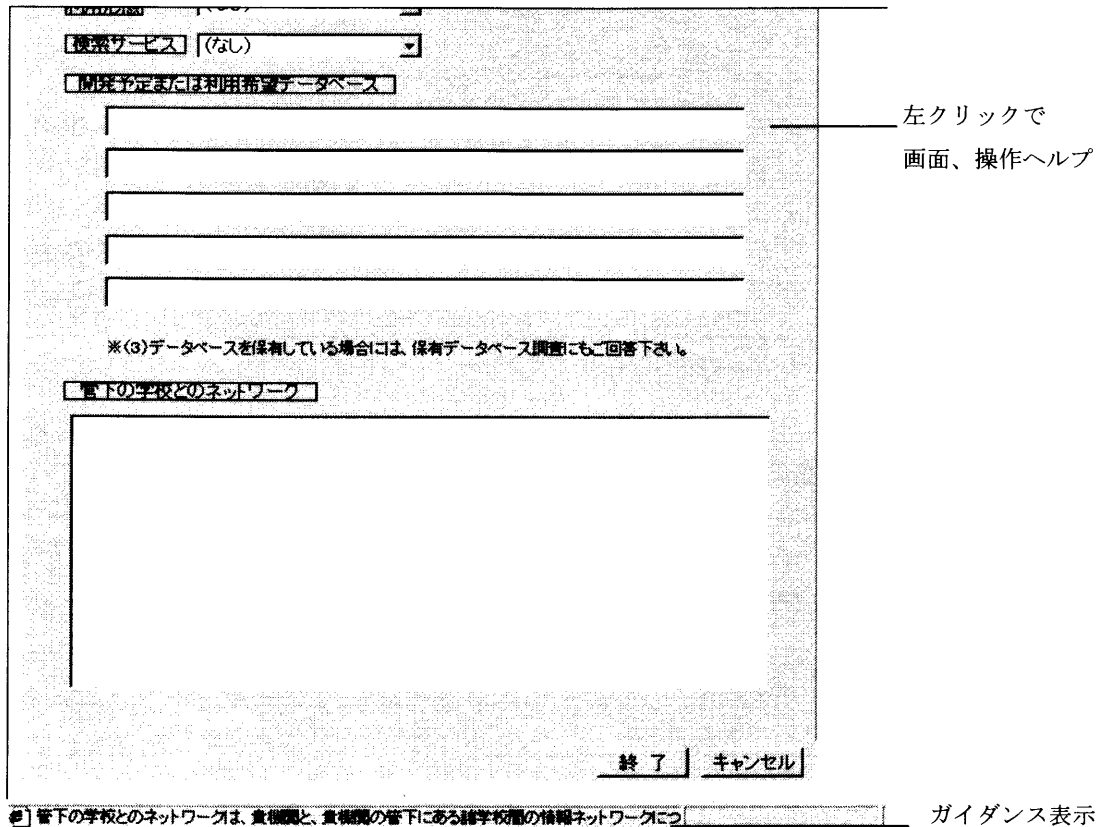 検索サービス (なし)
開発予定または利用希望データベース
左クリックで
画面、操作ヘルプ
※(3)データベースを保有している場合には、保有データベース調査にもご回答下さい。
管下の学校とのネットワーク
終了 キャンセル
管下の学校とのネットワークは、貴機関と、貴機関の管下にある諸学校間の情報ネットワークにつ
ガイダンス表示